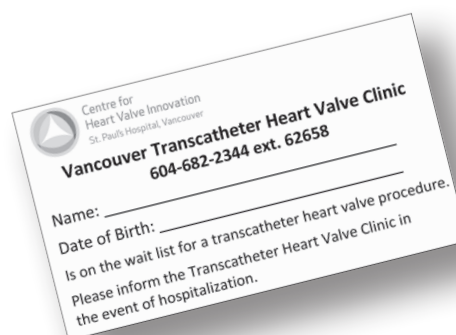 Centre for
Heart Valve Innovation
St. Paul's Hospital, Vancouver
Vancouver Transcatheter Heart Valve Clinic
604-682-2344 ext. 62658
Name:
Date of Birth:
Is on the wait list for a transcatheter heart valve procedure.
Please inform the Transcatheter Heart Valve Clinic in
the event of hospitalization.